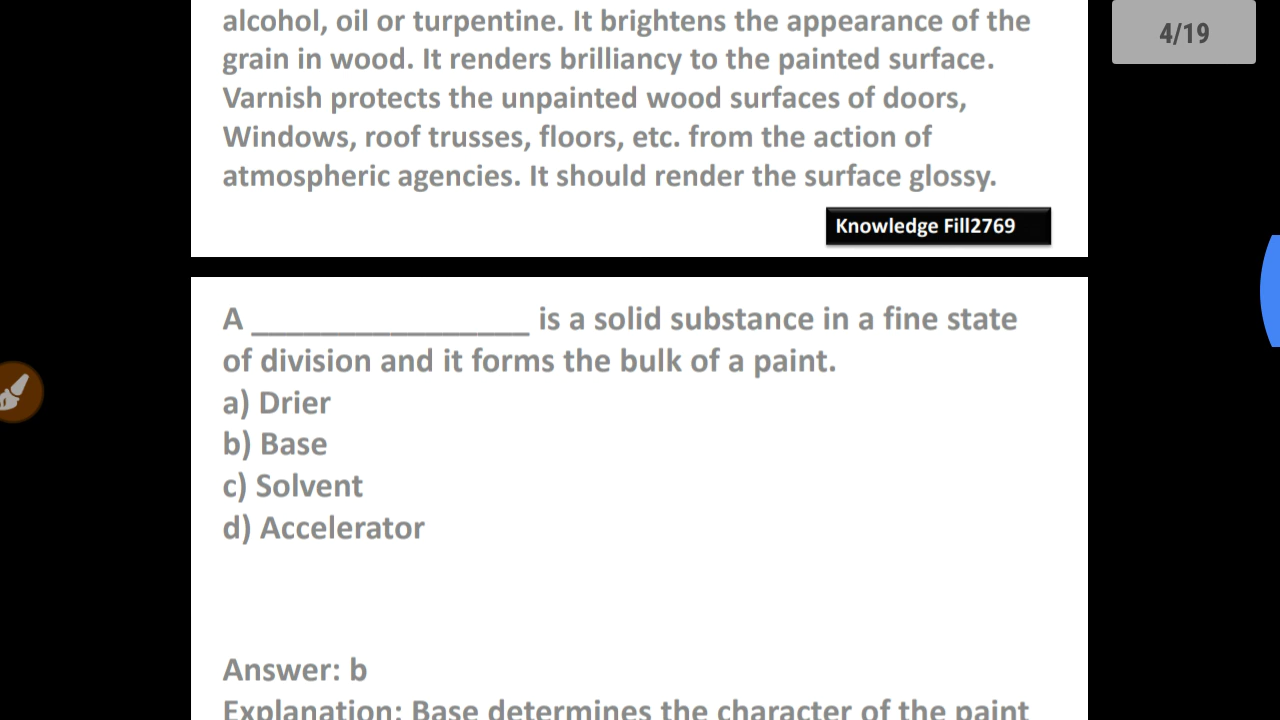 alcohol, oil or turpentine. It brightens the appearance of the
4/19
grain in wood. It renders brilliancy to the painted surface.
Varnish protects the unpainted wood surfaces of doors,
Windows, roof trusses, floors, etc. from the action of
atmospheric agencies. It should render the surface glossy.
Knowledge Fill2769
A ________________ is a solid substance in a fine state
of division and it forms the bulk of a paint.
a) Drier
b) Base
c) Solvent
d) Accelerator
Answer: b
Explanation: Base determines the character of the paint